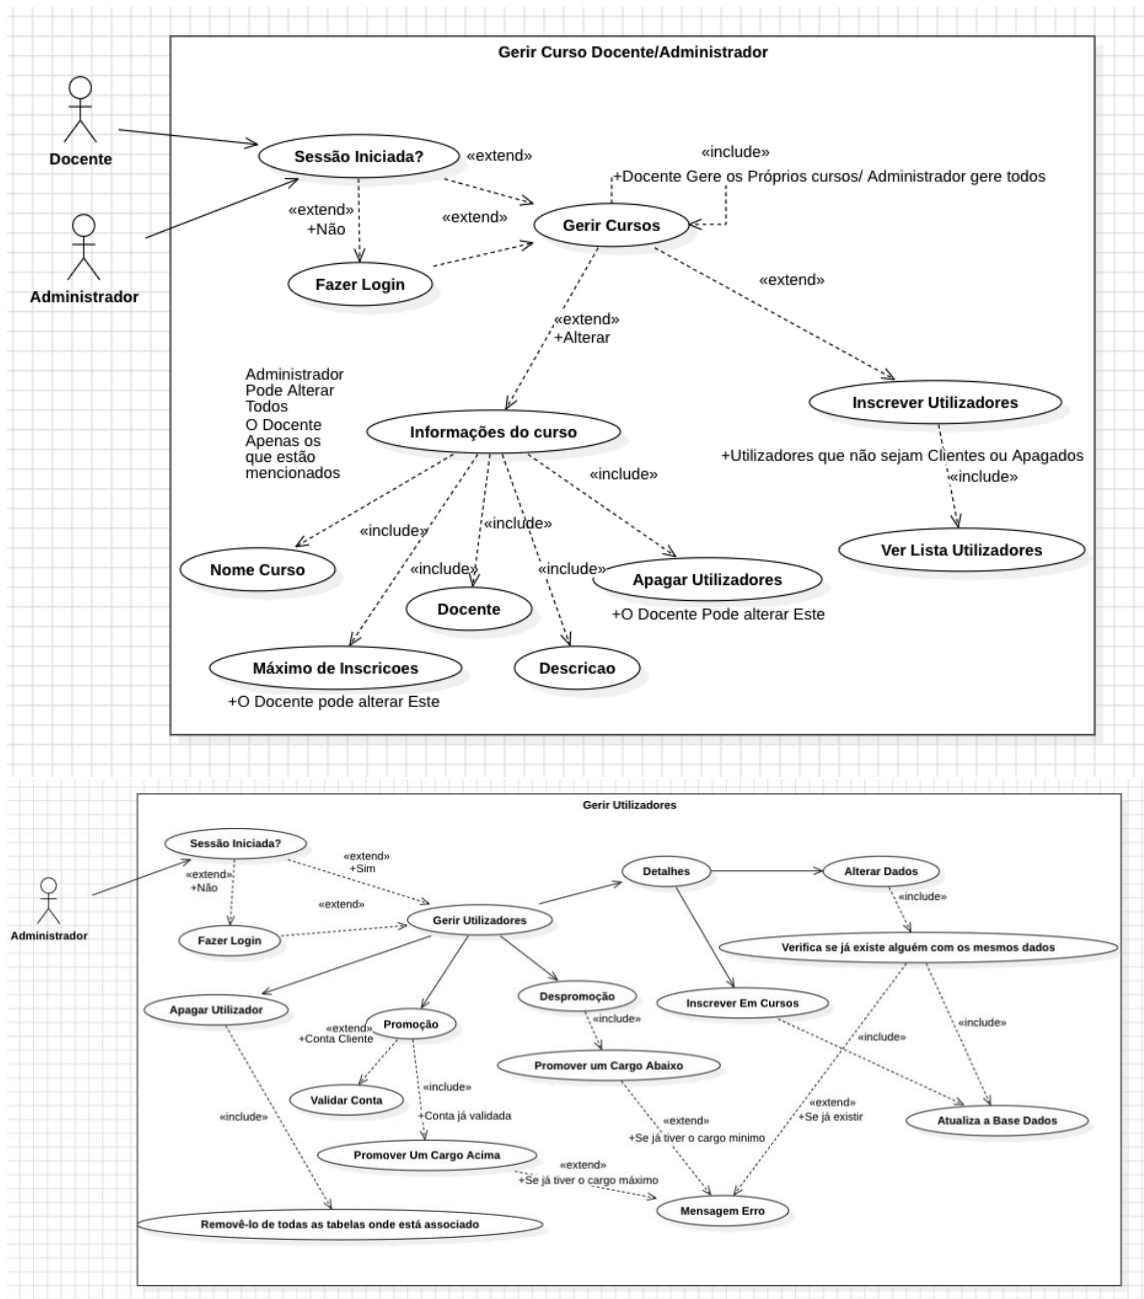 Gerir Curso Docente/Administrador
Docente
Administrador
Sessão Iniciada?
«extend»
«include»
+Docente Gere os Próprios cursos/ Administrador gere todos
«extend»
+Não
«extend»
Gerir Cursos
Fazer Login
«extend»
«extend»
+Alterar
Administrador
Pode Alterar
Todos
O Docente
Apenas os
que estão
mencionados
Informações do curso
Inscrever Utilizadores
+Utilizadores que não sejam Clientes ou Apagados
«include»
«include»
«include»
«include»
«include»
«include»
Ver Lista Utilizadores
Nome Curso
Apagar Utilizadores
+O Docente Pode alterar Este
Docente
Máximo de Inscricoes
+O Docente pode alterar Este
Descricao
Gerir Utilizadores
Administrador
Sessão Iniciada?
«extend»
+Sim
«extend»
+Não
«extend»
Fazer Login
Gerir Utilizadores
Detalhes
Alterar Dados
«include»
Verifica se já existe alguém com os mesmos dados
Apagar Utilizador
Promoção
Despromoção
Inscrever Em Cursos
«extend»
+Conta Cliente
«include»
«include»
«include»
Promover um Cargo Abaixo
Validar Conta
«include»
+Conta já validada
«include»
«extend»
+Se já existir
Atualiza a Base Dados
«extend»
+Se já tiver o cargo minimo
Promover Um Cargo Acima
«extend»
+Se já tiver o cargo máximo
Mensagem Erro
Removê-lo de todas as tabelas onde está associado